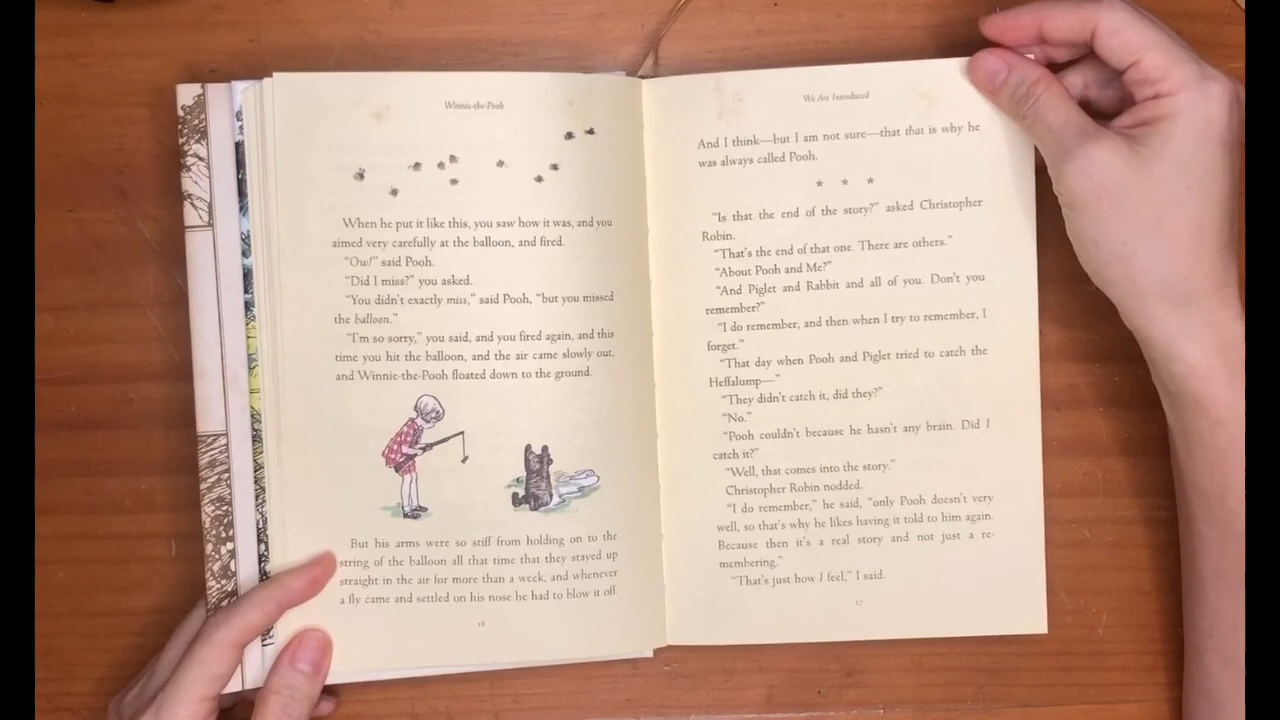 Winnie-the-Pooh
When he put it like this, you saw how it was, and you
aimed very carefully at the balloon, and fired.
“Ow!” said Pooh.
“Did I miss?” you asked.
“You didn’t exactly miss,” said Pooh, “but you missed
the balloon.”
“I’m so sorry,” you said, and you fired again, and this
time you hit the balloon, and the air came slowly out,
and Winnie-the-Pooh floated down to the ground.
But his arms were so stiff from holding on to the
string of the balloon all that time that they stayed up
straight in the air for more than a week, and whenever
a fly came and settled on his nose he had to blow it off.
16
We Are Introduced
And I think—but I am not sure—that that is why he
was always called Pooh.
* * *
“Is that the end of the story?” asked Christopher
Robin.
“That’s the end of that one. There are others.”
“About Pooh and Me?”
“And Piglet and Rabbit and all of you. Don’t you
remember?”
“I do remember, and then when I try to remember, I
forget.”
“That day when Pooh and Piglet tried to catch the
Heffalump—”
“They didn’t catch it, did they?”
“No.”
“Pooh couldn’t because he hasn’t any brain. Did I
catch it?”
“Well, that comes into the story.”
Christopher Robin nodded.
“I do remember,” he said, “only Pooh doesn’t very
well, so that’s why he likes having it told to him again.
Because then it’s a real story and not just a re-
membering.”
“That’s just how I feel,” I said.
17